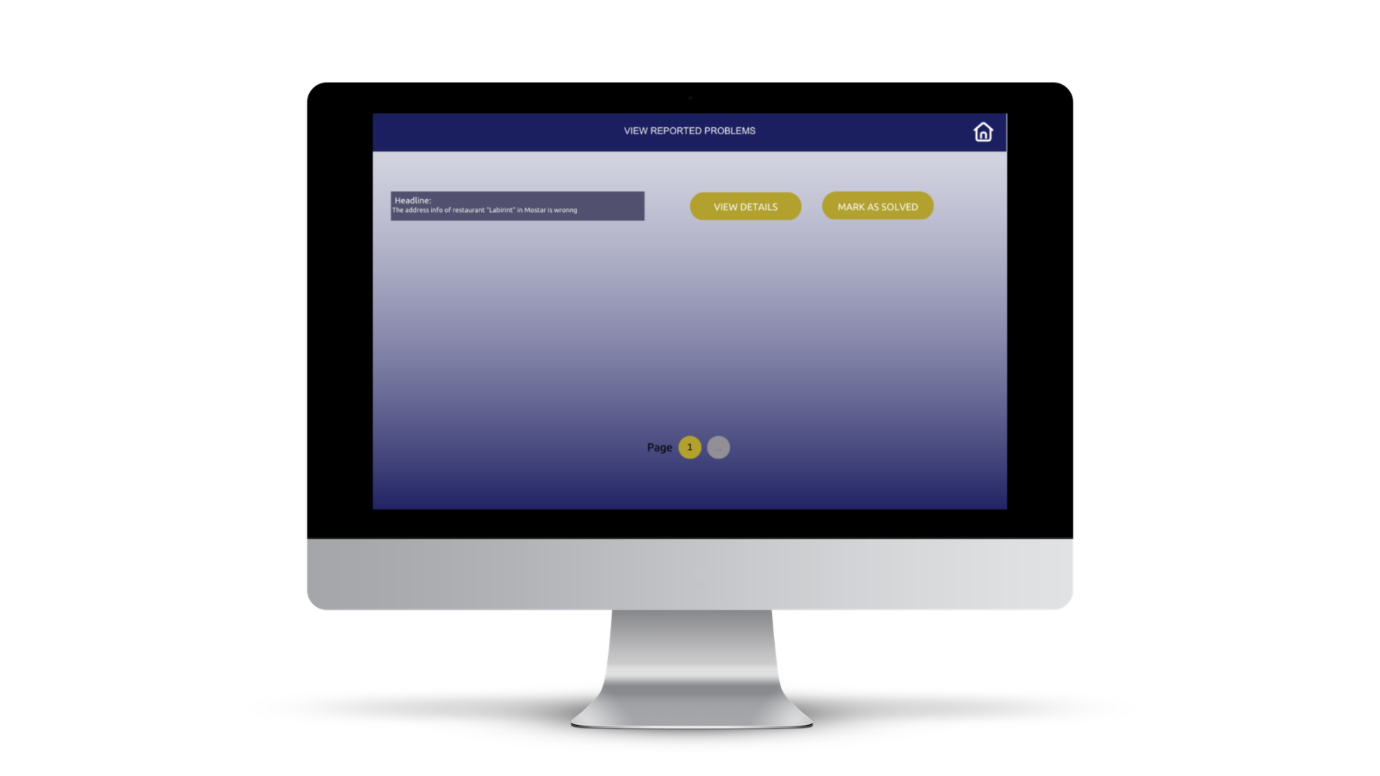 VIEW REPORTED PROBLEMS
Headline:
The address info of restaurant "Labirint" in Mostar is wronng
VIEW DETAILS
MARK AS SOLVED
Page 1 ...